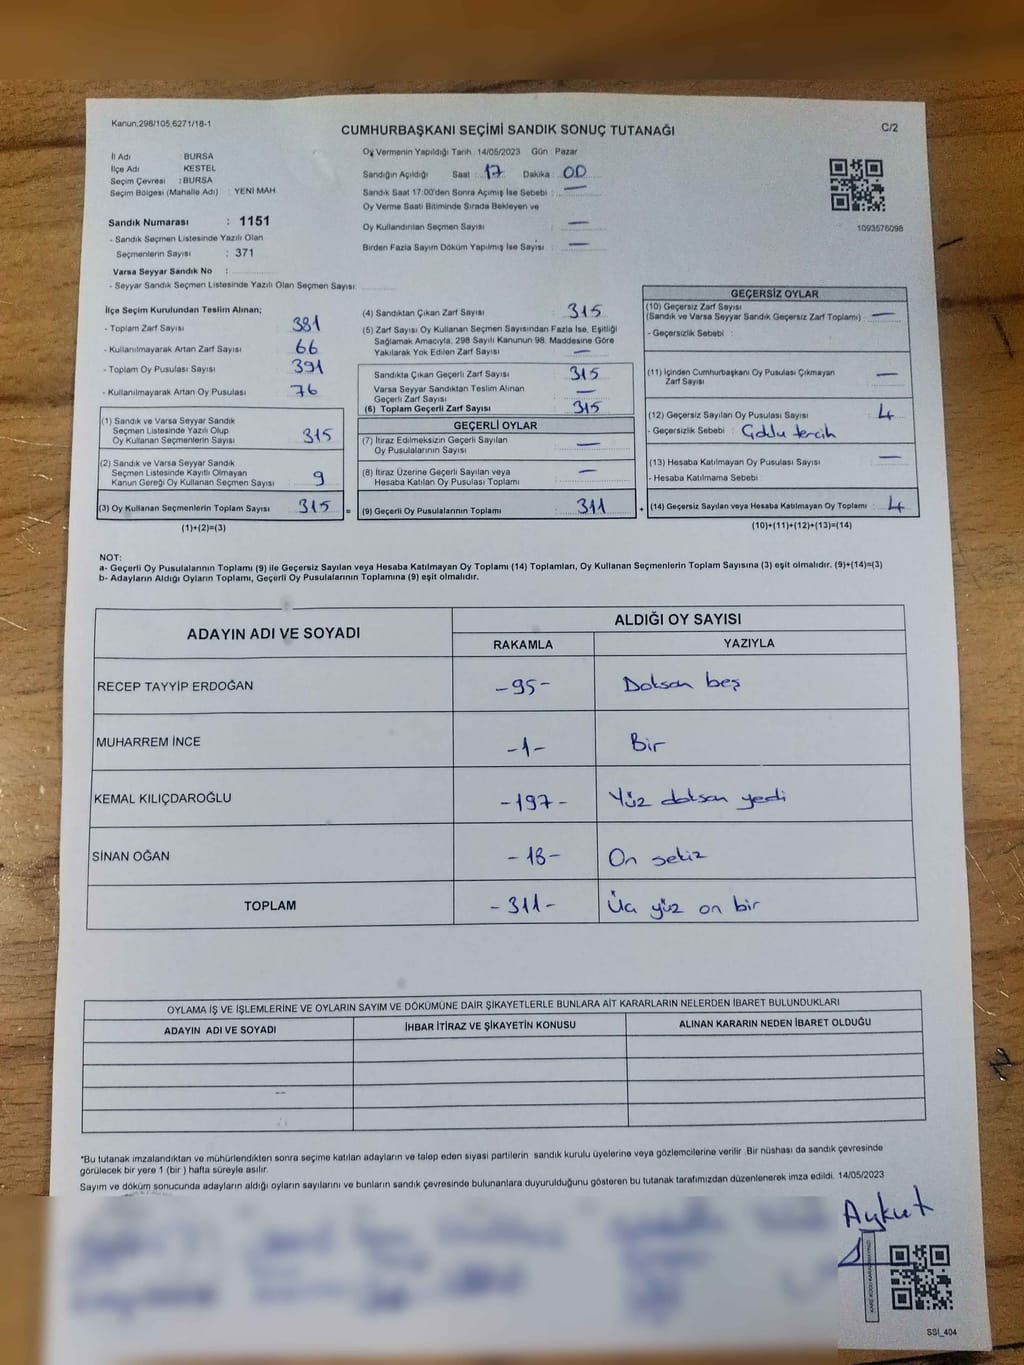 Kanun:298/105,6271/18-1
CUMHURBAŞKANI SEÇİMİ SANDIK SONUÇ TUTANAĞI
C/2
İl Adı BURSA
İlçe Adı KESTEL
Seçim Çevresi : BURSA
Seçim Bölgesi (Mahalle Adı) : YENİ MAH
Oy Vermenin Yapıldığı Tarih 14/05/2023 Gün Pazar
Sandığın Açıldığı Saat : 17 Dakika 00
Sandık Saat 17:00'den Sonra Açımış İse Sebebi : —
Oy Verme Saati Bitiminde Sırada Bekleyen ve
Oy Kullandırılan Seçmen Sayısı —
Birden Fazla Sayım Döküm Yapılmış İse Sayısı —
1093576098
Sandık Numarası : 1151
- Sandık Seçmen Listesinde Yazılı Olan
Seçmenlerin Sayısı : 371
Varsa Seyyar Sandık No :
- Seyyar Sandık Seçmen Listesinde Yazılı Olan Seçmen Sayısı:
İlçe Seçim Kurulundan Teslim Alınan;
- Toplam Zarf Sayısı 381
- Kullanılmayarak Artan Zarf Sayısı 66
- Toplam Oy Pusulası Sayısı 391
- Kullanılmayarak Artan Oy Pusulası 76
(1) Sandık ve Varsa Seyyar Sandık
Seçmen Listesinde Yazılı Olup
Oy Kullanan Seçmenlerin Sayısı 315
(2) Sandık ve Varsa Seyyar Sandık
Seçmen Listesinde Kayıtlı Olmayan
Kanun Gereği Oy Kullanan Seçmen Sayısı 9
(3) Oy Kullanan Seçmenlerin Toplam Sayısı 315 =
(1)+(2)=(3)
(4) Sandıktan Çıkan Zarf Sayısı 315
(5) Zarf Sayısı Oy Kullanan Seçmen Sayısından Fazla İse, Eşitliği
Sağlamak Amacıyla, 298 Sayılı Kanunun 98. Maddesine Göre
Yakılarak Yok Edilen Zarf Sayısı —
Sandıkta Çıkan Geçerli Zarf Sayısı 315
Varsa Seyyar Sandıktan Teslim Alınan
Geçerli Zarf Sayısı —
(6) Toplam Geçerli Zarf Sayısı 315
GEÇERLİ OYLAR
(7) İtiraz Edilmeksizin Geçerli Sayılan
Oy Pusulalarının Sayısı —
(8) İtiraz Üzerine Geçerli Sayılan veya
Hesaba Katılan Oy Pusulası Toplamı —
(9) Geçerli Oy Pusulalarının Toplamı 311 +
GEÇERSİZ OYLAR
(10) Geçersiz Zarf Sayısı
(Sandık ve Varsa Seyyar Sandık Geçersiz Zarf Toplamı) : —
- Geçersizlik Sebebi :
(11) İçinden Cumhurbaşkanı Oy Pusulası Çıkmayan
Zarf Sayısı —
(12) Geçersiz Sayılan Oy Pusulası Sayısı 4
- Geçersizlik Sebebi : Çoklu tercih
(13) Hesaba Katılmayan Oy Pusulası Sayısı —
- Hesaba Katılmama Sebebi
(14) Geçersiz Sayılan veya Hesaba Katılmayan Oy Toplamı : 4
(10)+(11)+(12)+(13)=(14)
NOT:
a- Geçerli Oy Pusulalarının Toplamı (9) ile Geçersiz Sayılan veya Hesaba Katılmayan Oy Toplamı (14) Toplamları, Oy Kullanan Seçmenlerin Toplam Sayısına (3) eşit olmalıdır. (9)+(14)=(3)
b- Adayların Aldığı Oyların Toplamı, Geçerli Oy Pusulalarının Toplamına (9) eşit olmalıdır.
ADAYIN ADI VE SOYADI
ALDIĞI OY SAYISI
RAKAMLA YAZIYLA
RECEP TAYYİP ERDOĞAN -95- Doksan beş
MUHARREM İNCE -1- Bir
KEMAL KILIÇDAROĞLU -197- Yüz doksan yedi
SİNAN OĞAN -18- On sekiz
TOPLAM -311- Üç yüz on bir
OYLAMA İŞ VE İŞLEMLERİNE VE OYLARIN SAYIM VE DÖKÜMÜNE DAİR ŞİKAYETLERLE BUNLARA AİT KARARLARIN NELERDEN İBARET BULUNDUKLARI
ADAYIN ADI VE SOYADI İHBAR İTİRAZ VE ŞİKAYETİN KONUSU ALINAN KARARIN NEDEN İBARET OLDUĞU
*Bu tutanak imzalandıktan ve mühürlendikten sonra seçime katılan adayların ve talep eden siyasi partilerin sandık kurulu üyelerine veya gözlemcilerine verilir. Bir nüshası da sandık çevresinde
görülecek bir yere 1 (bir) hafta süreyle asılır.
Sayım ve döküm sonucunda adayların aldığı oyların sayılarını ve bunların sandık çevresinde bulunanlara duyurulduğunu gösteren bu tutanak tarafımızdan düzenlenerek imza edildi. 14/05/2023
Aykut
SSİ_404